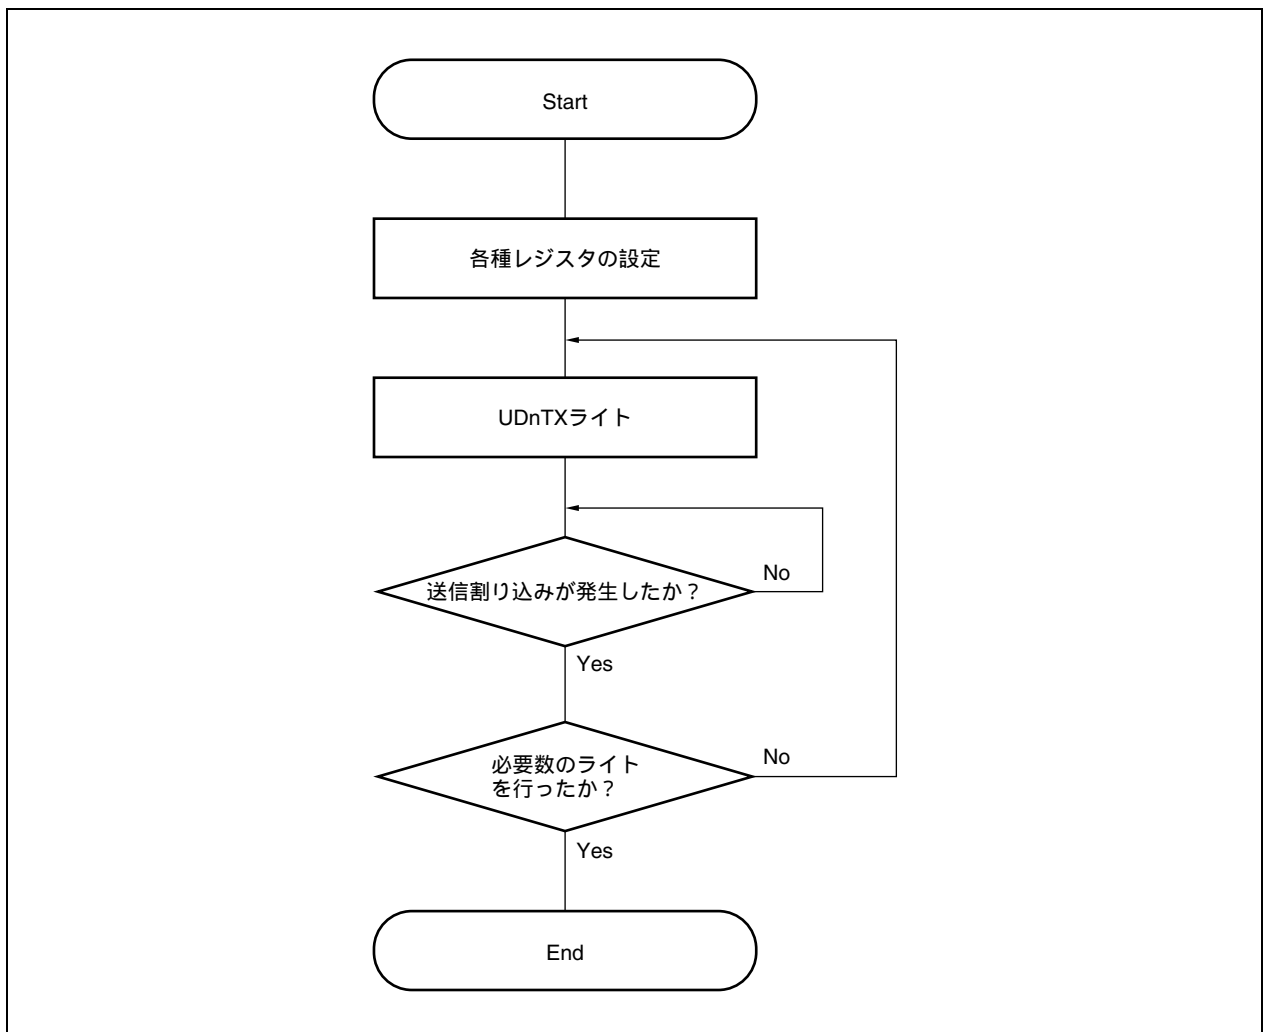 Start
各種レジスタの設定
UDnTXライト
送信割り込みが発生したか？
No
Yes
必要数のライト
を行ったか？
No
Yes
End